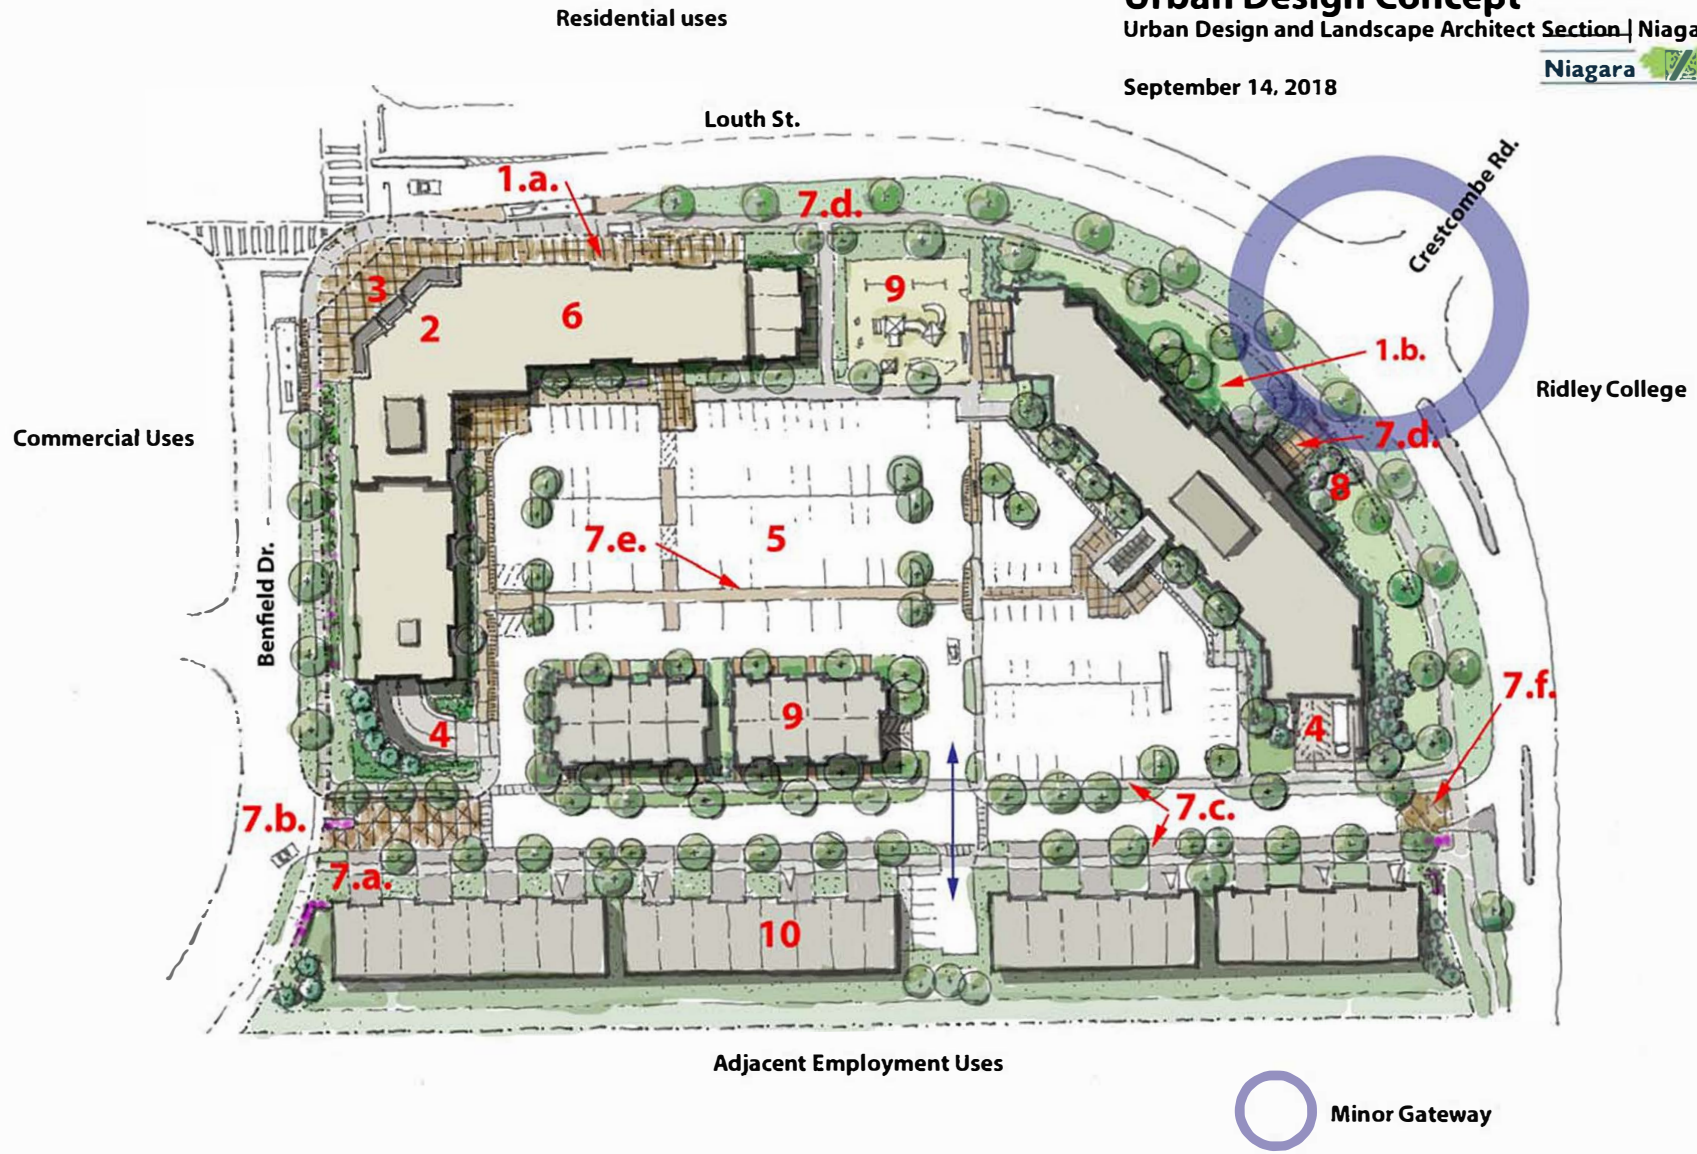 Urban Design Concept
Residential uses
Urban Design and Landscape Architect Section | Niaga
Niagara
September 14, 2018
Louth St.
Crestcombe Rd.
1.a.
7.d.
3
9
2
6
1.b.
Ridley College
Commercial Uses
7.d.
8
7.e.
5
Benfield Dr.
7.f.
9
4
4
7.b.
7.c.
7.a.
10
Adjacent Employment Uses
Minor Gateway